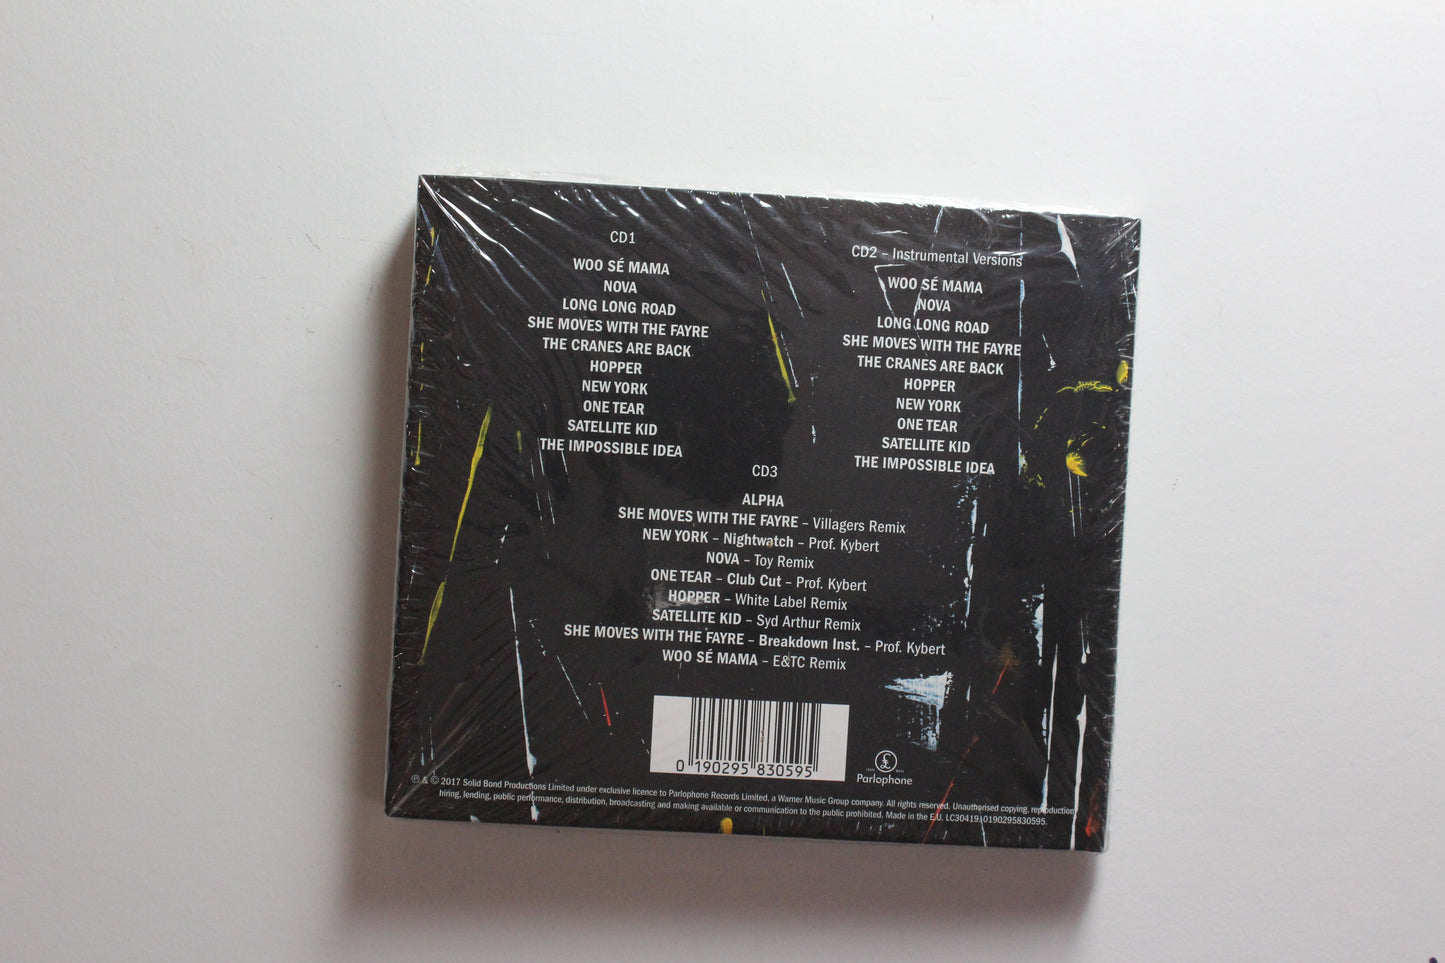 CD1
WOO SÉ MAMA
NOVA
LONG LONG ROAD
SHE MOVES WITH THE FAYRE
THE CRANES ARE BACK
HOPPER
NEW YORK
ONE TEAR
SATELLITE KID
THE IMPOSSIBLE IDEA
CD2 – Instrumental Versions
WOO SÉ MAMA
NOVA
LONG LONG ROAD
SHE MOVES WITH THE FAYRE
THE CRANES ARE BACK
HOPPER
NEW YORK
ONE TEAR
SATELLITE KID
THE IMPOSSIBLE IDEA
CD3
ALPHA
SHE MOVES WITH THE FAYRE – Villagers Remix
NEW YORK – Nightwatch – Prof. Kybert
NOVA – Toy Remix
ONE TEAR – Club Cut – Prof. Kybert
HOPPER – White Label Remix
SATELLITE KID – Syd Arthur Remix
SHE MOVES WITH THE FAYRE – Breakdown Inst. – Prof. Kybert
WOO SÉ MAMA – E&TC Remix
0 190295 830595
£
Parlophone
℗ & © 2017 Solid Bond Productions Limited under exclusive licence to Parlophone Records Limited, a Warner Music Group company. All rights reserved. Unauthorised copying, reproduction,
hiring, lending, public performance, distribution, broadcasting and making available or communication to the public prohibited. Made in the E.U. LC30419. 0190295830595.